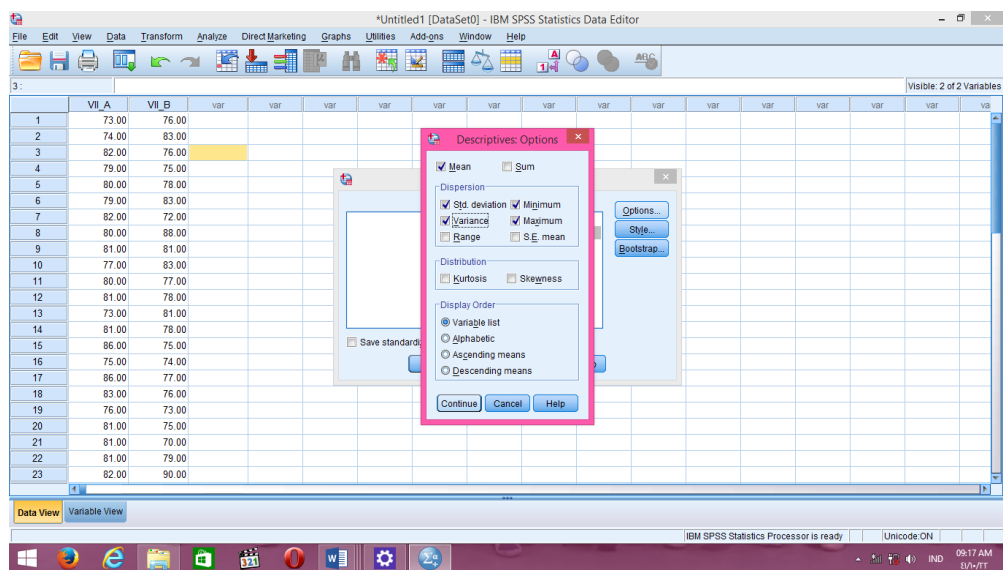 *Untitled1 [DataSet0] - IBM SPSS Statistics Data Editor
File Edit View Data Transform Analyze Direct Marketing Graphs Utilities Add-ons Window Help
3 :
Visible: 2 of 2 Variables
VII_A VII_B var var var var var var var var var var var var var var va
1 73.00 76.00
2 74.00 83.00
3 82.00 76.00
4 79.00 75.00
5 80.00 78.00
6 79.00 83.00
7 82.00 72.00
8 80.00 88.00
9 81.00 81.00
10 77.00 83.00
11 80.00 77.00
12 81.00 78.00
13 73.00 81.00
14 81.00 78.00
15 86.00 75.00
16 75.00 74.00
17 86.00 77.00
18 83.00 76.00
19 76.00 73.00
20 81.00 75.00
21 81.00 70.00
22 81.00 79.00
23 82.00 90.00
Options...
Style...
Bootstrap...
Save standardi
Descriptives: Options
Mean Sum
Dispersion
Std. deviation Minimum
Variance Maximum
Range S.E. mean
Distribution
Kurtosis Skewness
Display Order
Variable list
Alphabetic
Ascending means
Descending means
Continue Cancel Help
Data View Variable View
IBM SPSS Statistics Processor is ready Unicode:ON
IND 09:17 AM